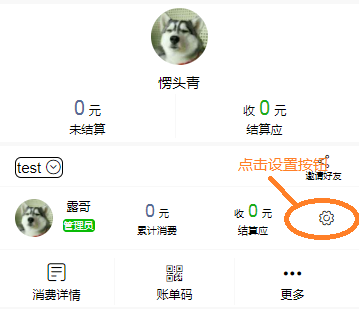 愣头青
0 元
未结算
收 0 元
结算应
test
点击设置按钮
邀请好友
露哥
管理员
0 元
累计消费
收 0 元
结算应
消费详情
账单码
更多